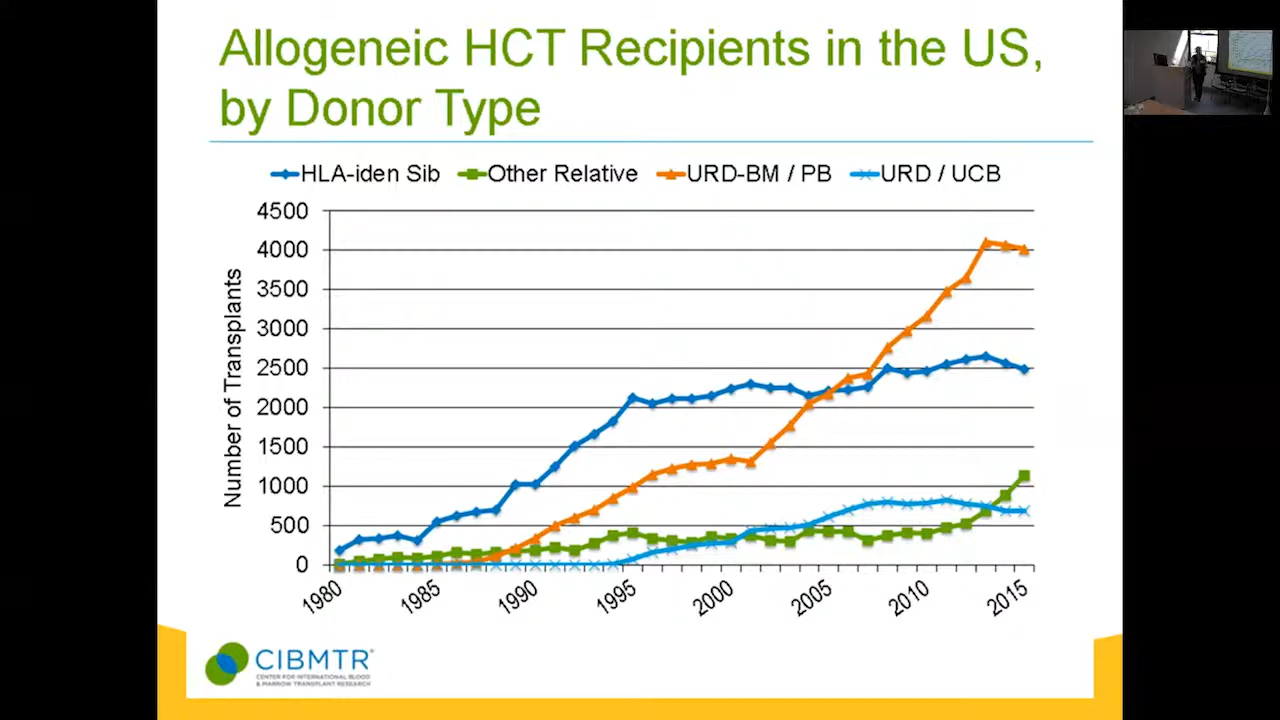 Allogeneic HCT Recipients in the US,
by Donor Type
HLA-iden Sib Other Relative URD-BM / PB URD / UCB
Number of Transplants
4500
4000
3500
3000
2500
2000
1500
1000
500
0
1980 1985 1990 1995 2000 2005 2010 2015
CIBMTR®
CENTER FOR INTERNATIONAL BLOOD
& MARROW TRANSPLANT RESEARCH